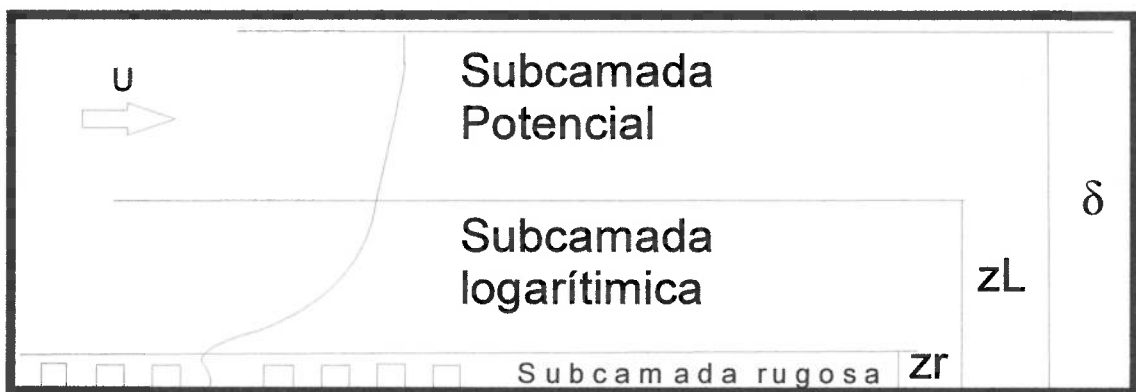 U
Subcamada
Potencial
δ
Subcamada
logarítimica
zL
Subcamada rugosa
zr